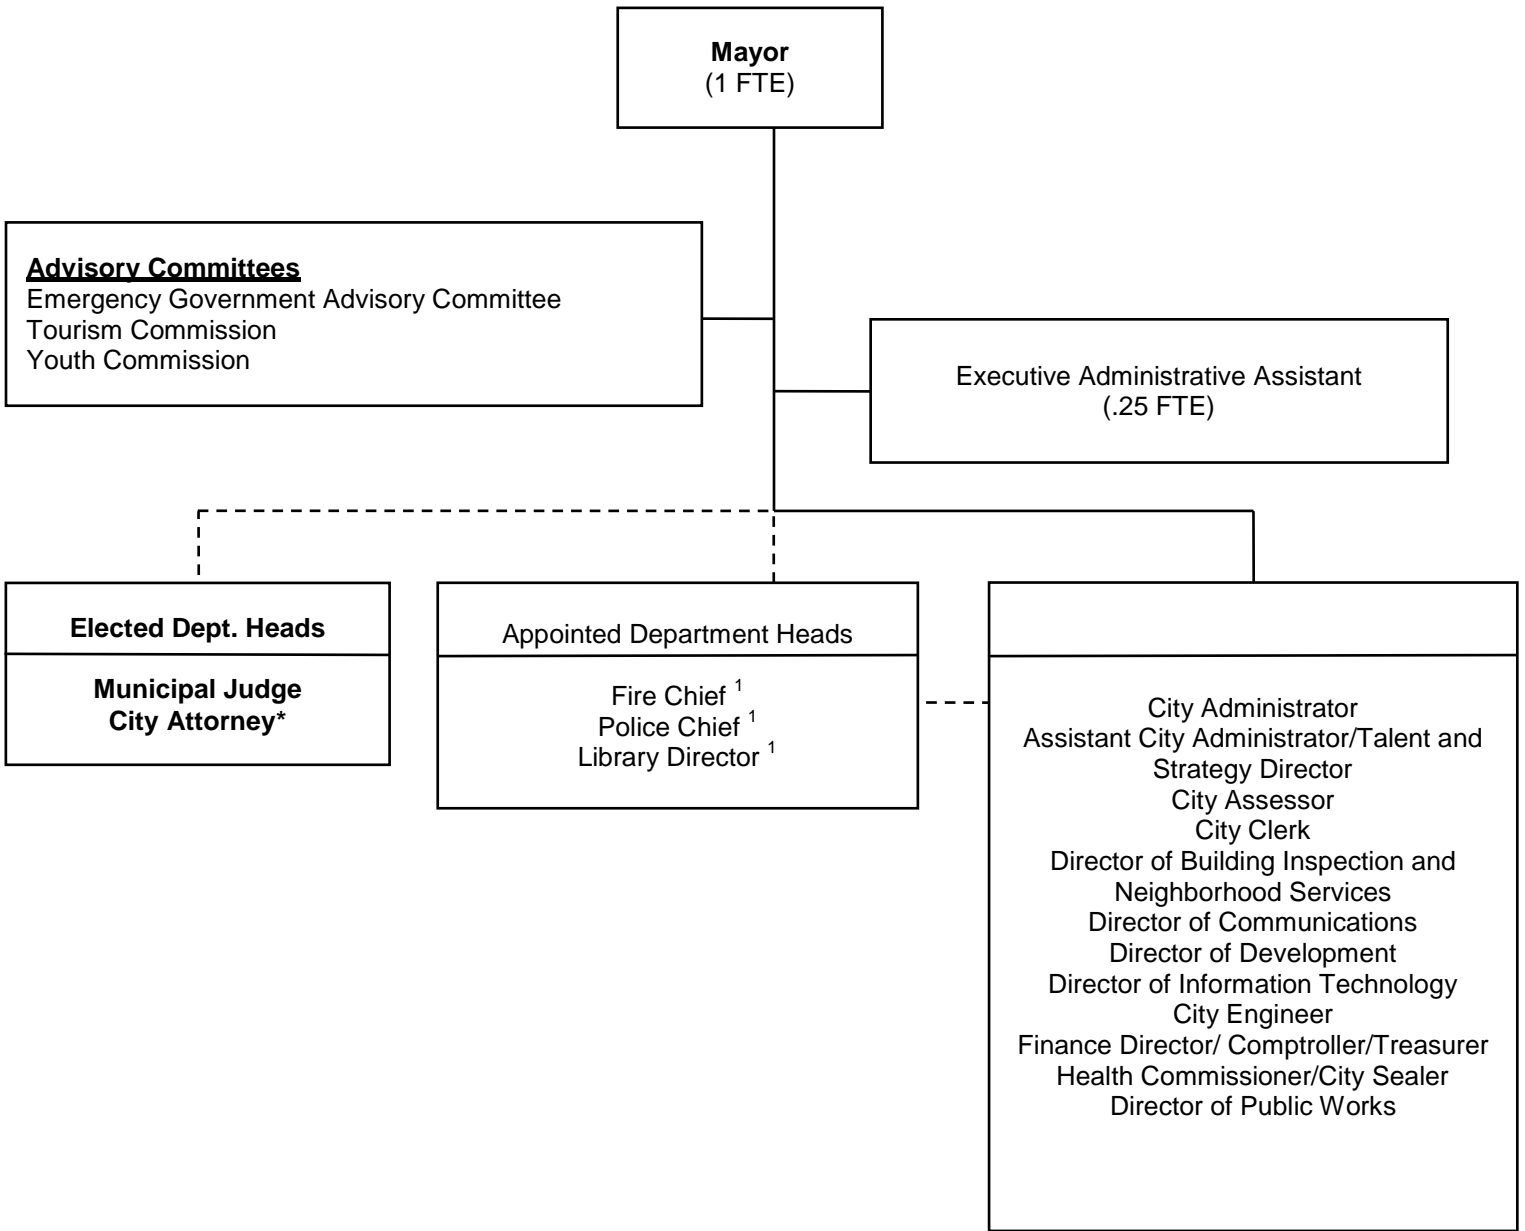 Mayor
(1 FTE)
Advisory Committees
Emergency Government Advisory Committee
Tourism Commission
Youth Commission
Executive Administrative Assistant
(.25 FTE)
Elected Dept. Heads
Municipal Judge
City Attorney*
Appointed Department Heads
Fire Chief 1
Police Chief 1
Library Director 1
City Administrator
Assistant City Administrator/Talent and
Strategy Director
City Assessor
City Clerk
Director of Building Inspection and
Neighborhood Services
Director of Communications
Director of Development
Director of Information Technology
City Engineer
Finance Director/ Comptroller/Treasurer
Health Commissioner/City Sealer
Director of Public Works